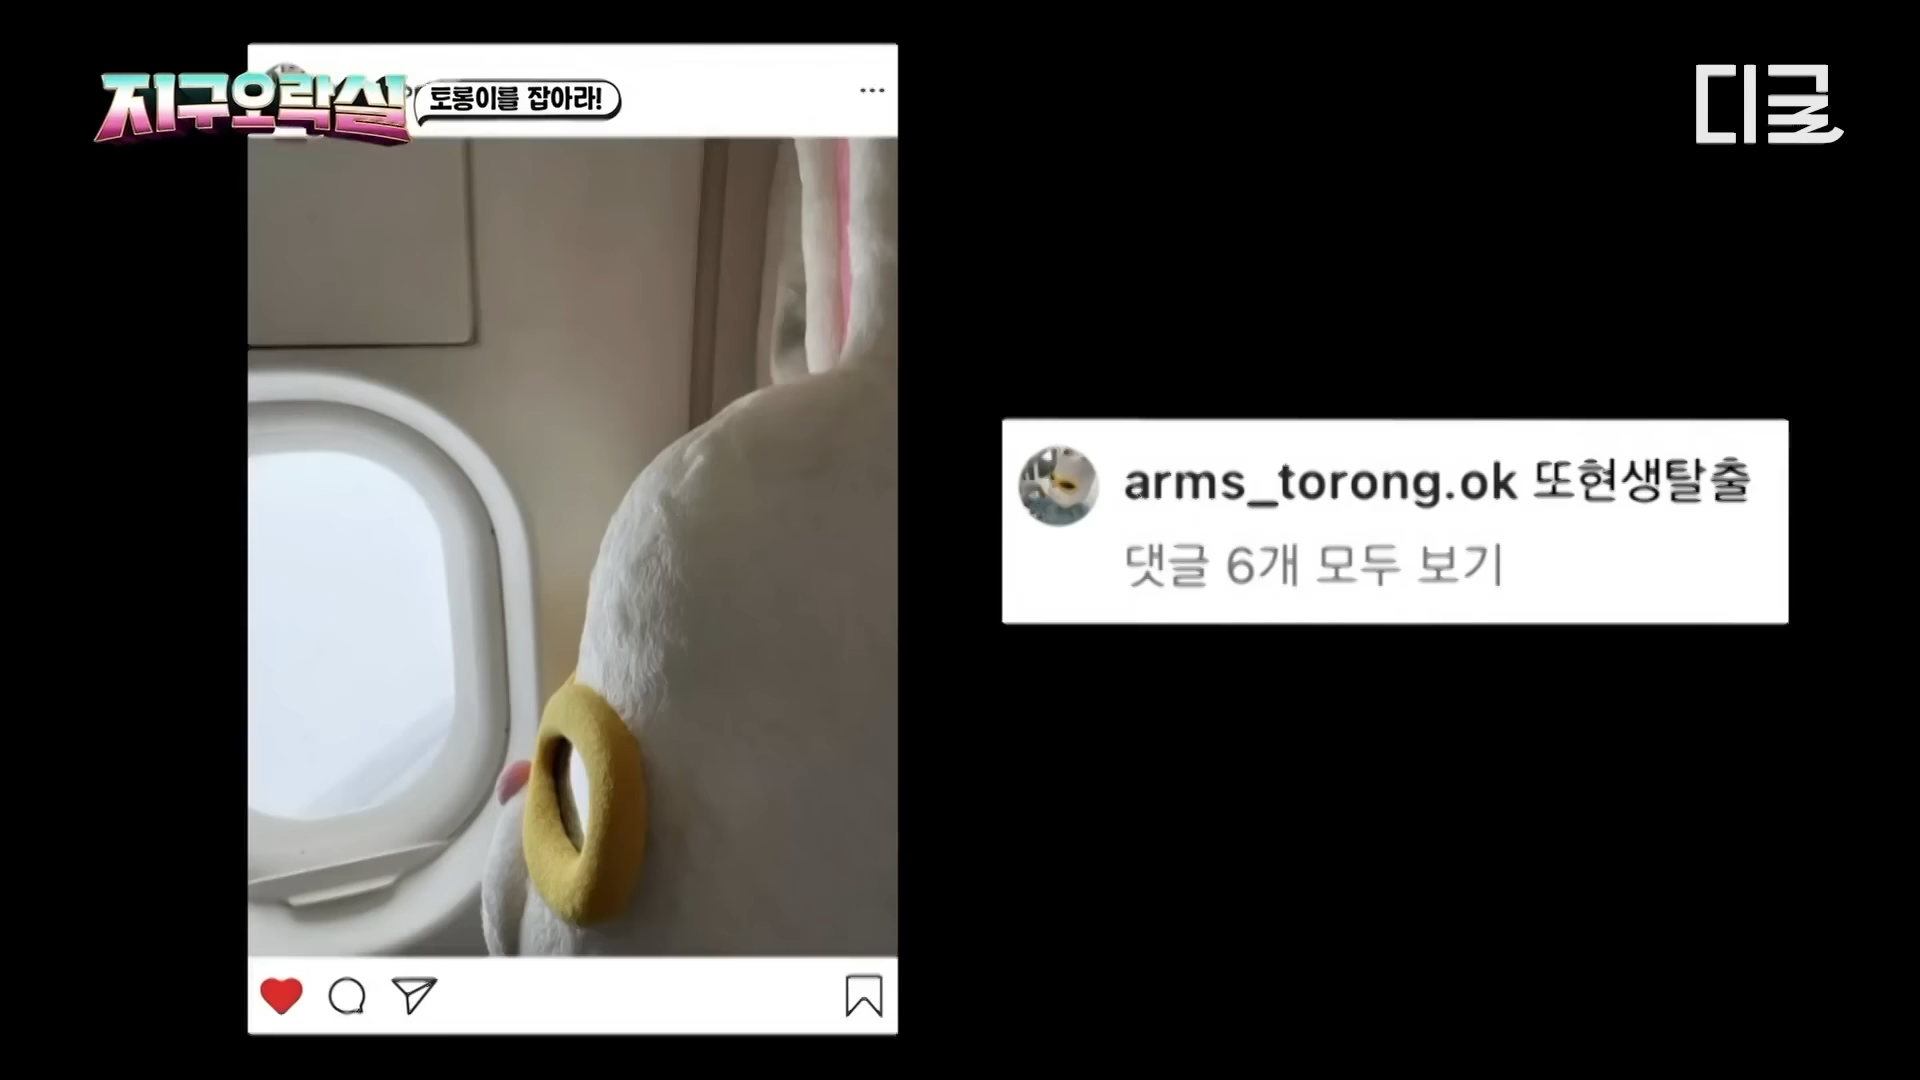 지구오락실
토롱이를 잡아라!
디글
arms_torong.ok 또현생탈출
댓글 6개 모두 보기